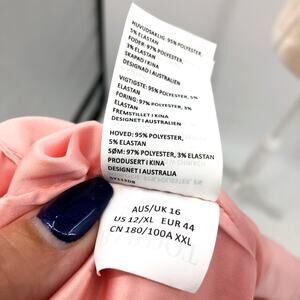 HUVUDSAKLIG: 95% POLYESTER,
5% ELASTAN
FODER: 97% POLYESTER,
3% ELASTAN
SKAPAD I KINA
DESIGNAD I AUSTRALIEN
VIGTIGSTE: 95% POLYESTER, 5%
ELASTAN
FORING: 97% POLYESTER, 3%
ELASTAN
FREMSTILLET I KINA
DESIGNET I AUSTRALIEN
HOVED: 95% POLYESTER,
5% ELASTAN
SØM: 97% POLYESTER, 3% ELASTAN
PRODUSERT I KINA
DESIGNET I AUSTRALIA
AUS/UK 16
US 12/XL EUR 44
CN 180/100A XXL